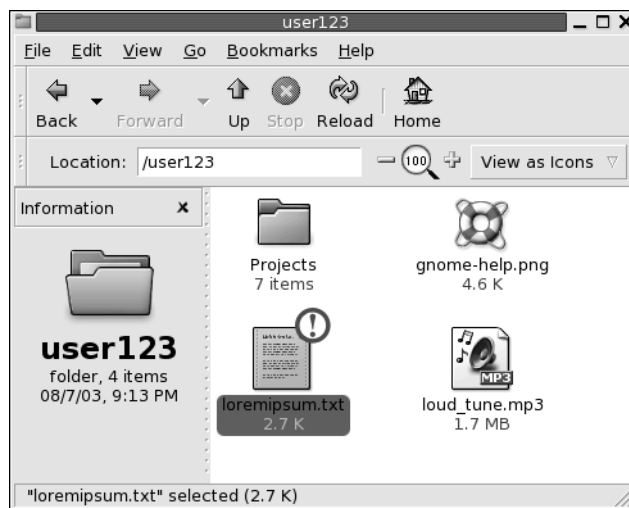 user123
File Edit View Go Bookmarks Help
Back Forward Up Stop Reload Home
Location: /user123 100 View as Icons
Information
Projects
7 items
gnome-help.png
4.6 K
user123
folder, 4 items
08/7/03, 9:13 PM
loremipsum.txt
2.7 K
MP3
loud_tune.mp3
1.7 MB
"loremipsum.txt" selected (2.7 K)